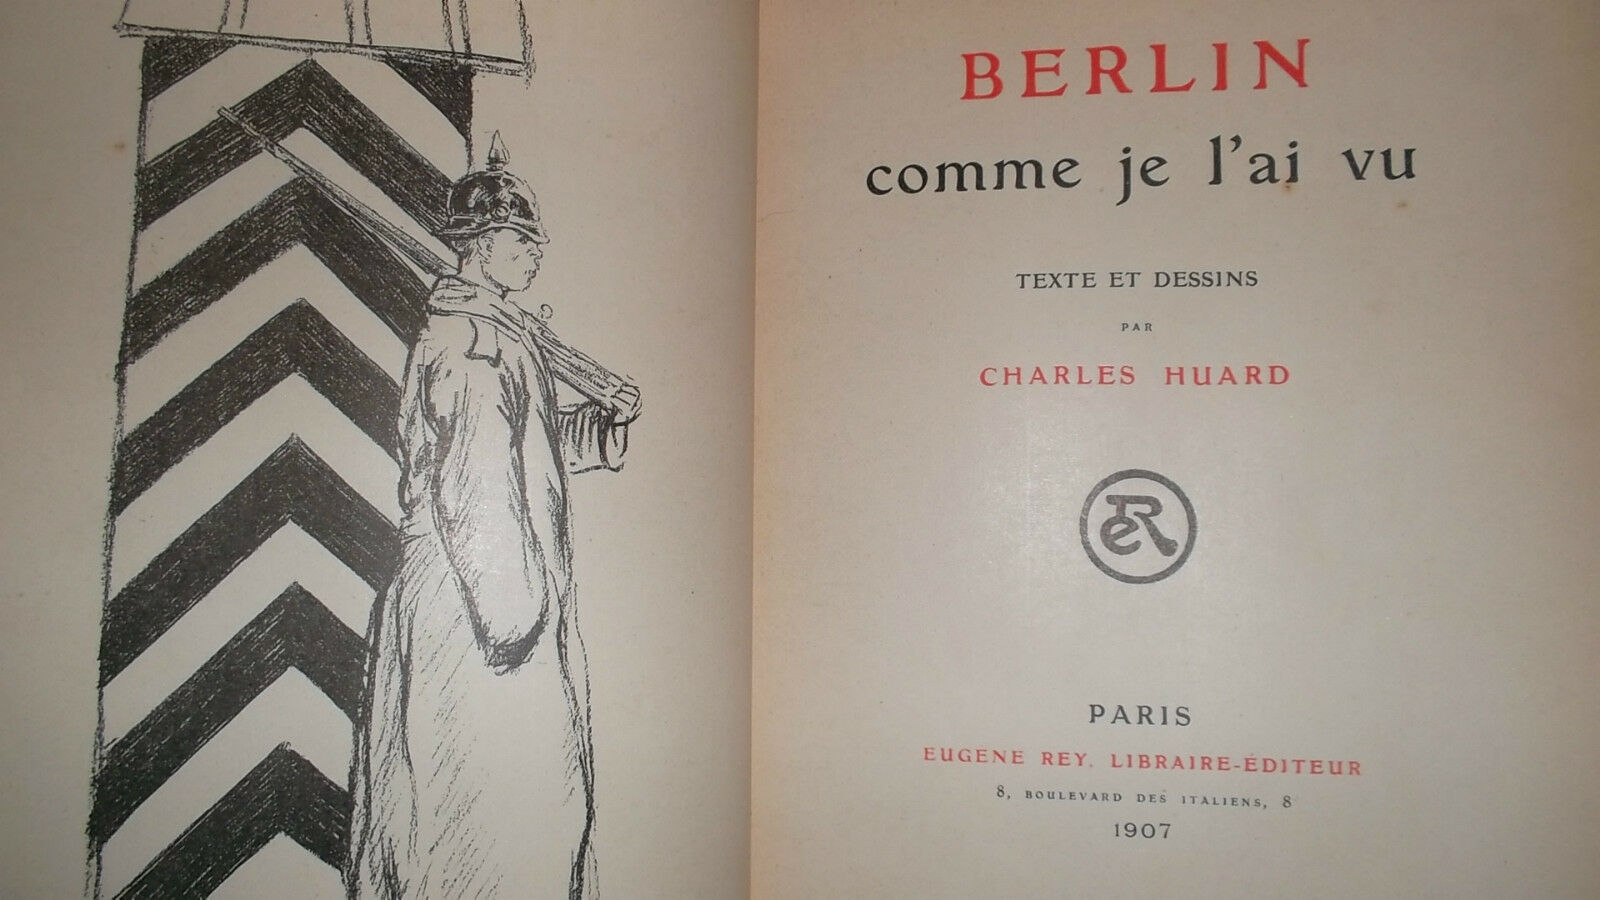 BERLIN
comme je l'ai vu
TEXTE ET DESSINS
PAR
CHARLES HUARD
eR
PARIS
EUGENE REY. LIBRAIRE-ÉDITEUR
8, BOULEVARD DES ITALIENS, 8
1907